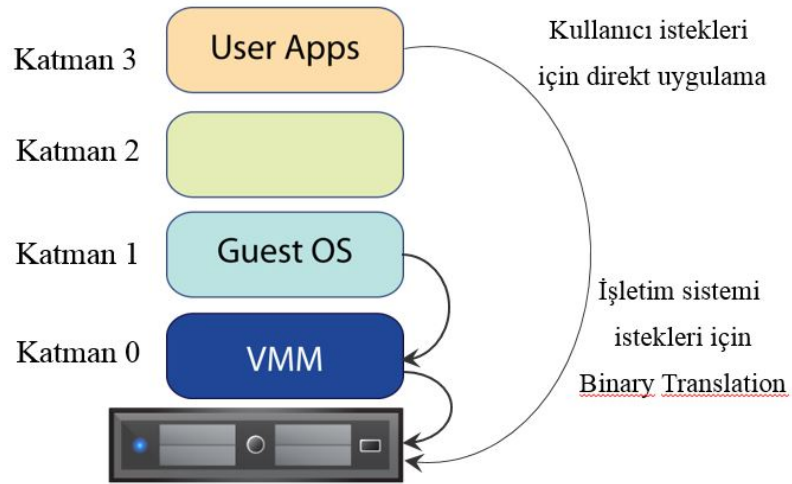 Katman 3
User Apps
Kullanıcı istekleri
için direkt uygulama
Katman 2
Katman 1
Guest OS
İşletim sistemi
istekleri için
Binary Translation
Katman 0
VMM